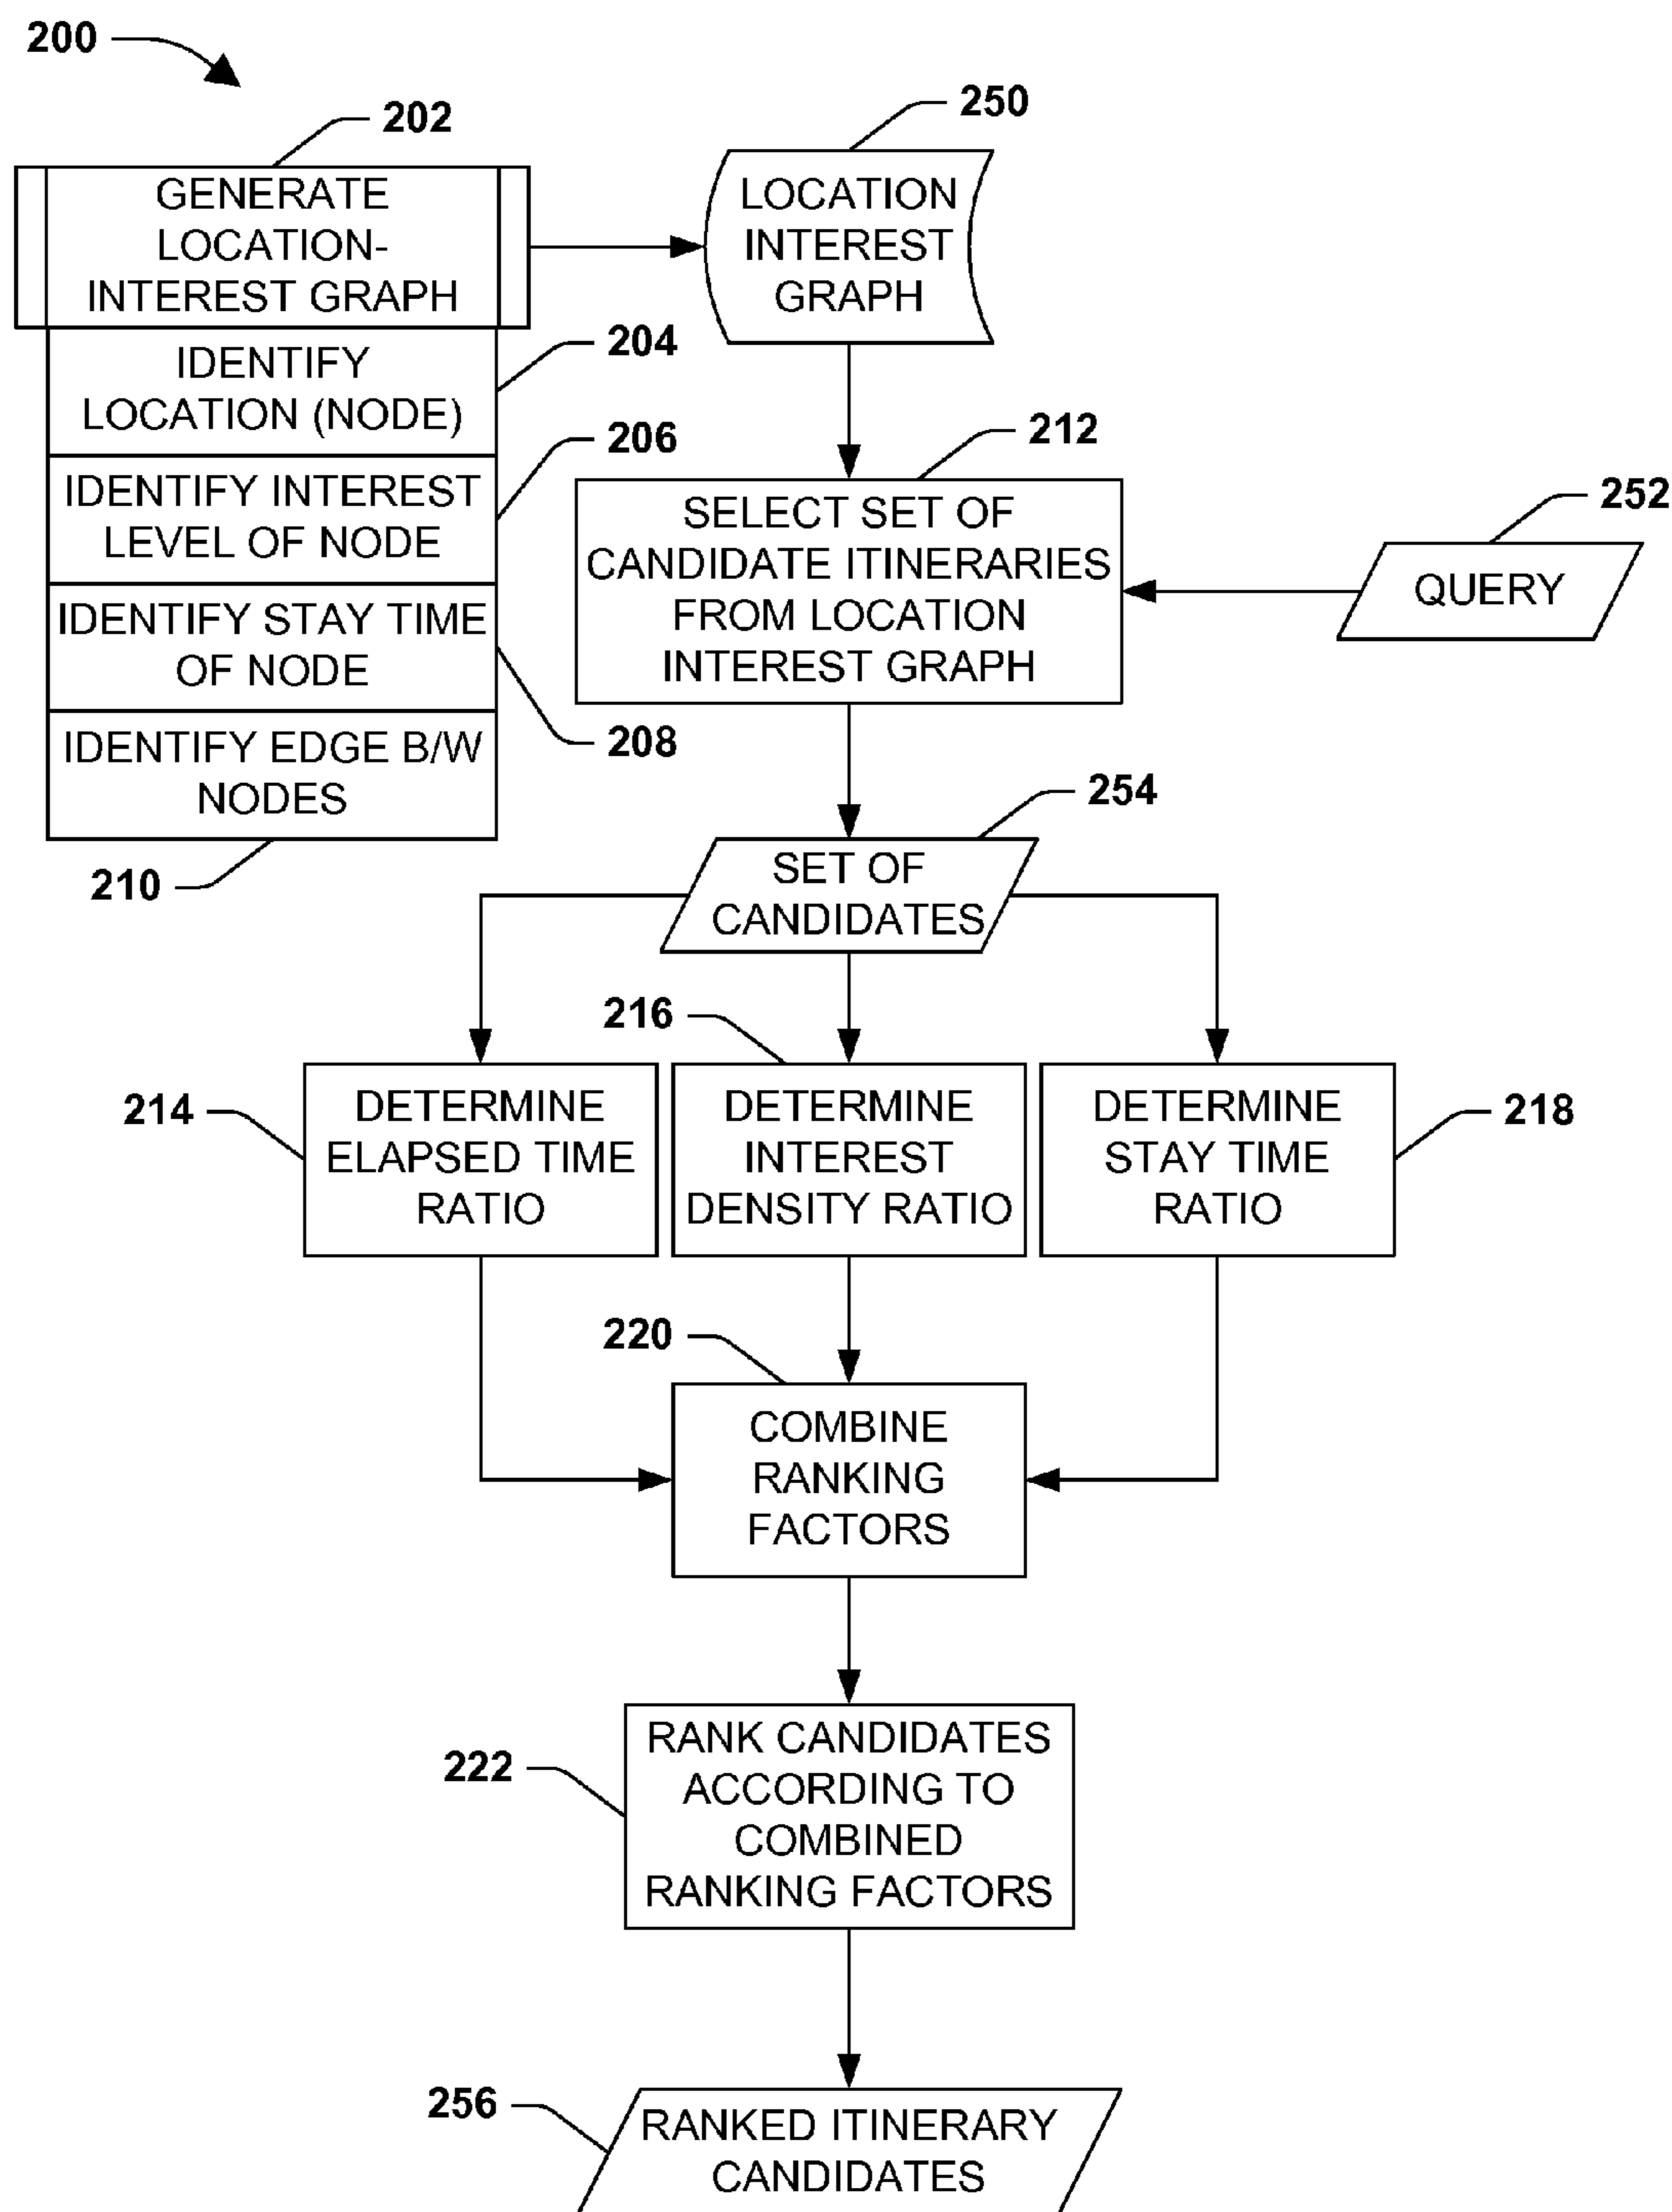 200
202
GENERATE
LOCATION-
INTEREST GRAPH
250
LOCATION
INTEREST
GRAPH
204
IDENTIFY
LOCATION (NODE)
206
IDENTIFY INTEREST
LEVEL OF NODE
IDENTIFY STAY TIME
OF NODE
208
IDENTIFY EDGE B/W
NODES
210
212
SELECT SET OF
CANDIDATE ITINERARIES
FROM LOCATION
INTEREST GRAPH
252
QUERY
254
SET OF
CANDIDATES
214
DETERMINE
ELAPSED TIME
RATIO
216
DETERMINE
INTEREST
DENSITY RATIO
218
DETERMINE
STAY TIME
RATIO
220
COMBINE
RANKING
FACTORS
222
RANK CANDIDATES
ACCORDING TO
COMBINED
RANKING FACTORS
256
RANKED ITINERARY
CANDIDATES